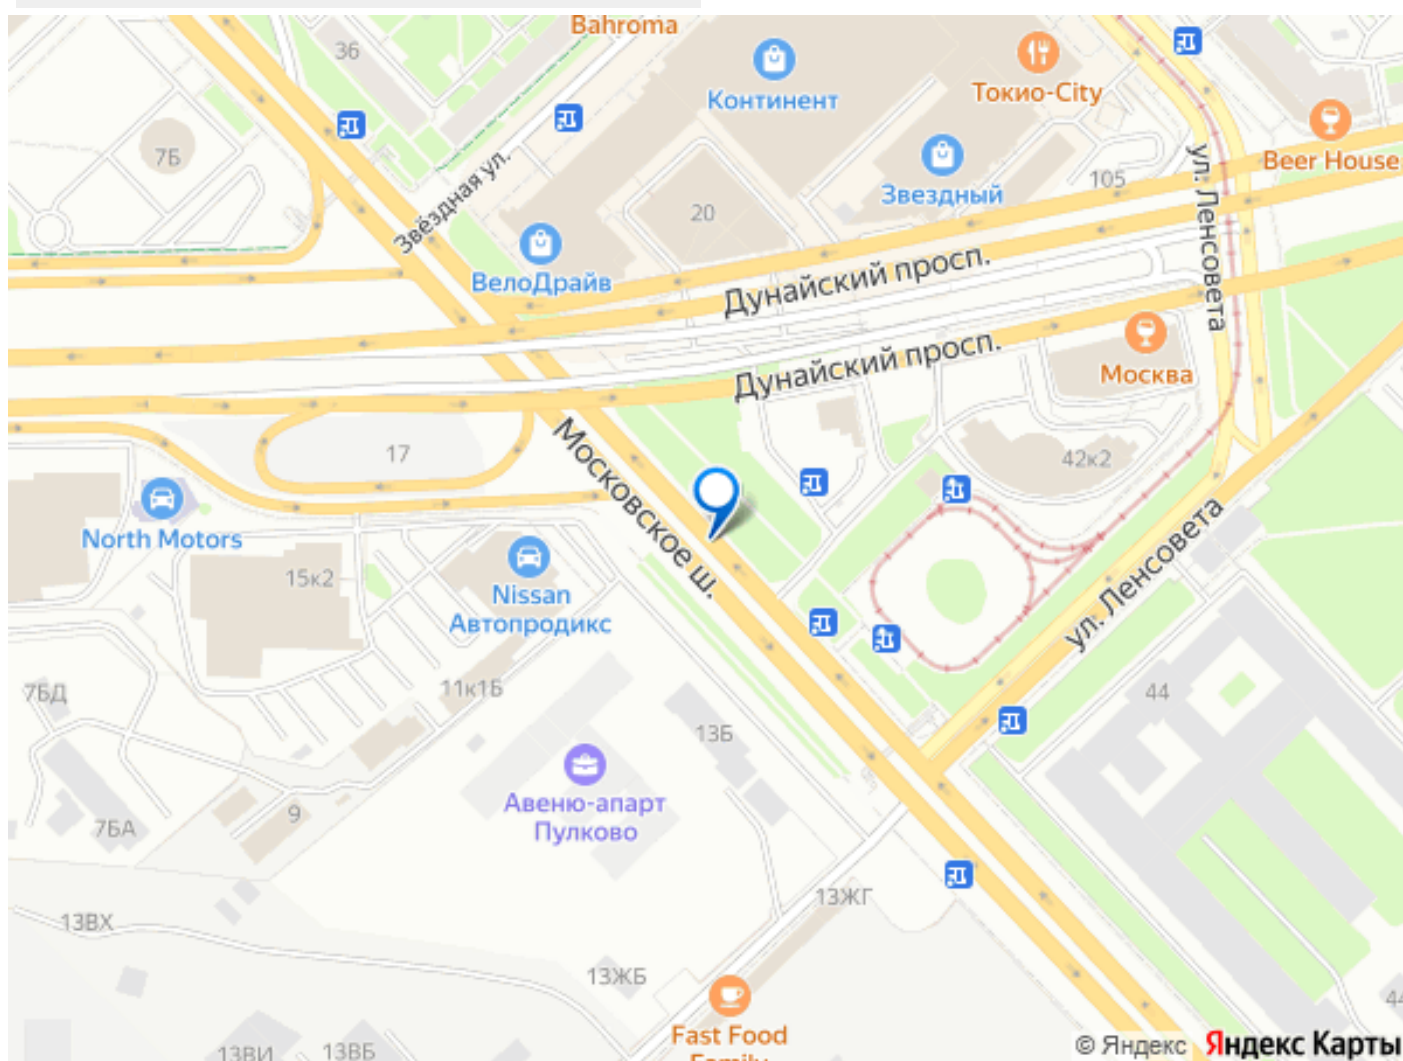 Bahroma
36
Континент
Токио-City
Beer House
7Б
Звёздная ул.
Звездный
105
ул. Ленсовета
20
ВелоДрайв
Дунайский просп.
Дунайский просп.
Москва
Московское ш.
17
42к2
North Motors
15к2
Nissan
Автопродикс
ул. Ленсовета
7БД
11к1Б
44
13Б
Авеню-апарт
Пулково
7БА
9
13ВХ
13ЖГ
13ЖБ
Fast Food
Family
13ВИ
13ВБ
44
© Яндекс Яндекс Карты